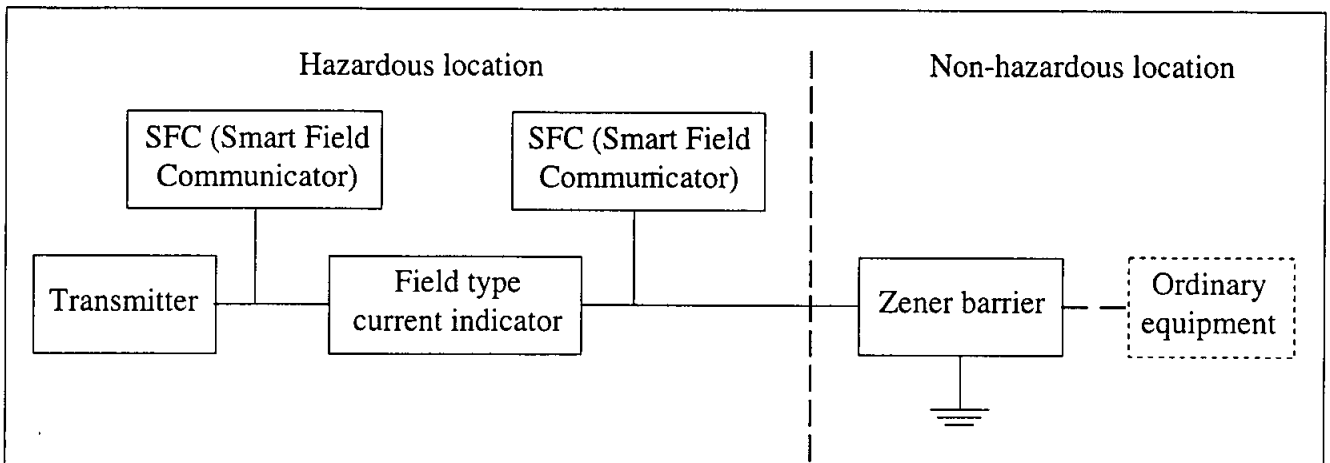 Hazardous location
Non-hazardous location
SFC (Smart Field
Communicator)
SFC (Smart Field
Communicator)
Transmitter
Field type
current indicator
Zener barrier
Ordinary
equipment